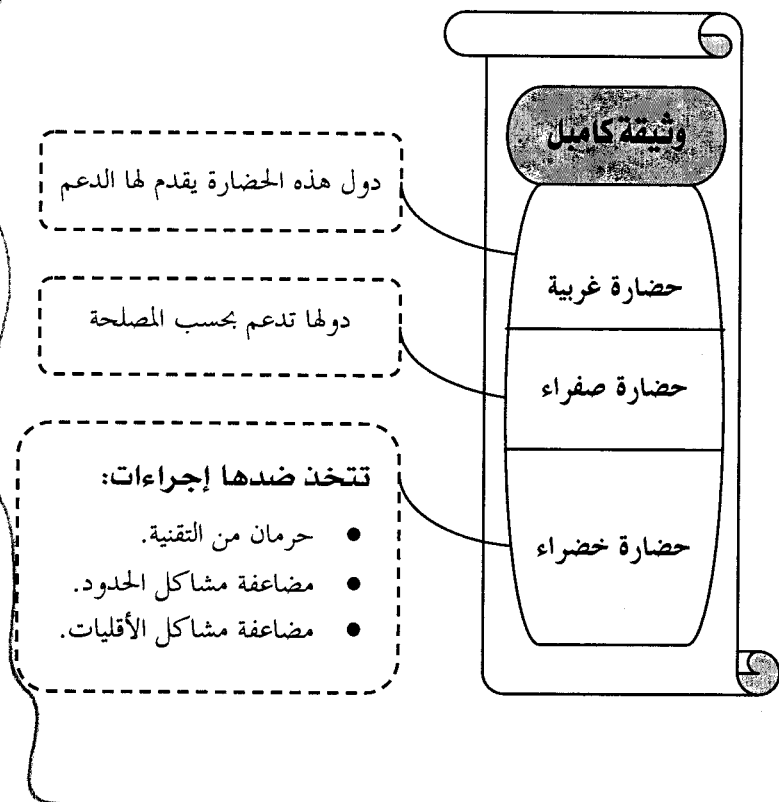 وثيقة كامبل
حضارة غربية
دول هذه الحضارة يقدم لها الدعم
حضارة صفراء
دولها تدعم بحسب المصلحة
حضارة خضراء
تتخذ ضدها إجراءات:
● حرمان من التقنية.
● مضاعفة مشاكل الحدود.
● مضاعفة مشاكل الأقليات.